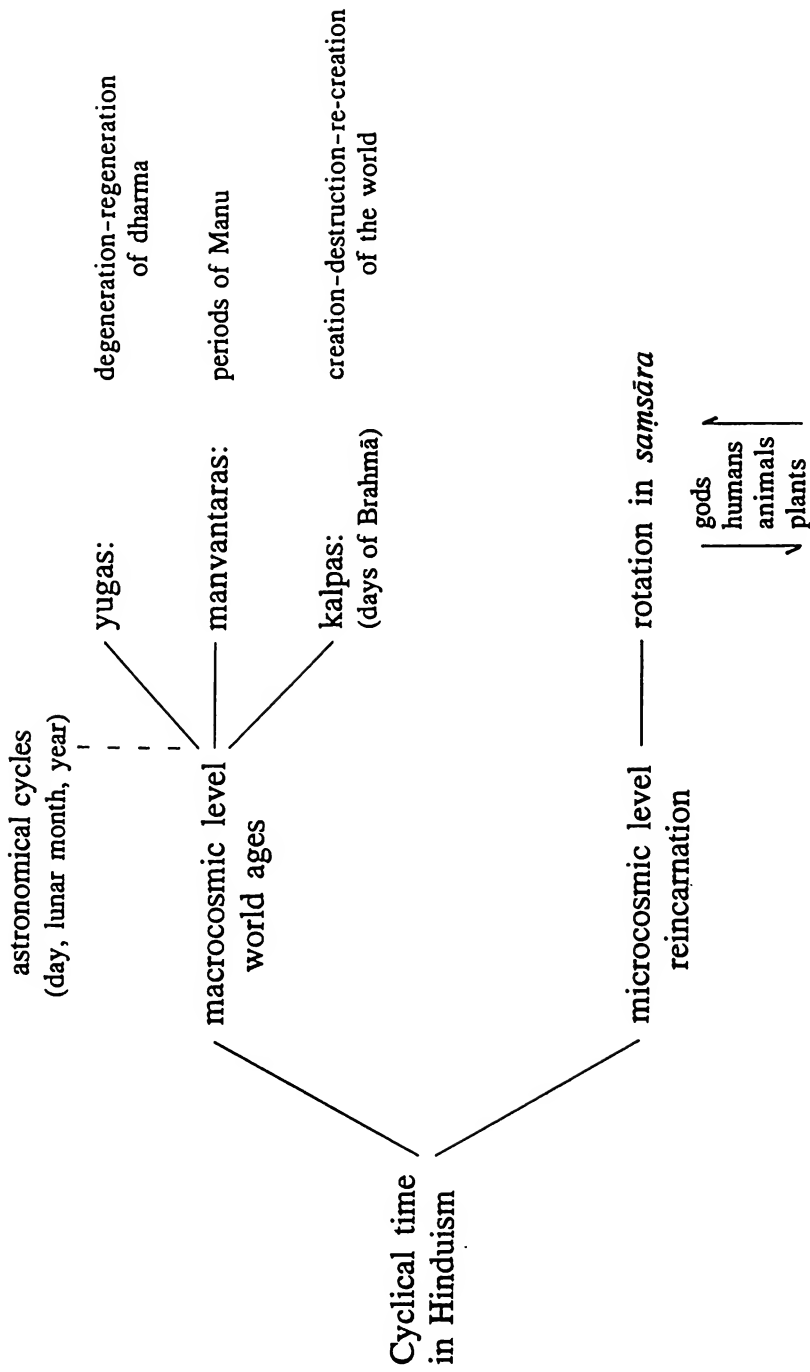 astronomical cycles
(day, lunar month, year)
Cyclical time
in Hinduism
macrocosmic level
world ages
yugas:
degeneration-regeneration
of dharma
manvantaras:
periods of Manu
kalpas:
(days of Brahmā)
creation-destruction-re-creation
of the world
microcosmic level
reincarnation
rotation in saṃsāra
gods
humans
animals
plants